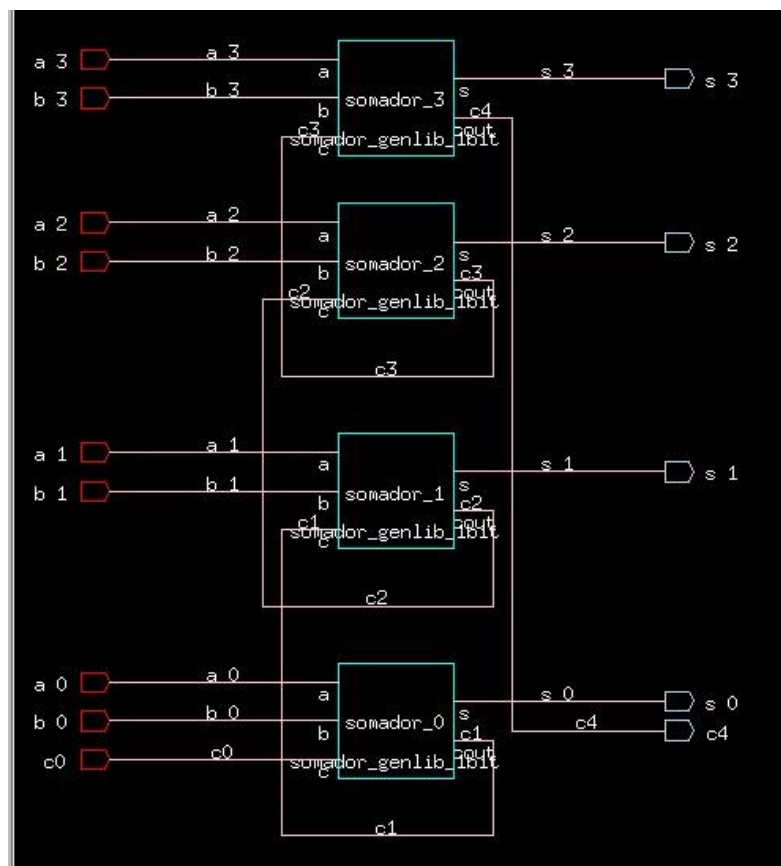 a 3 a 3 a s 3 s 3
b 3 b 3 somador_3 s
b c4
c3 somador_genlib_1bit cout
c
a 2 a 2 a s 2 s 2
b 2 b 2 somador_2 s
b c3
c2 somador_genlib_1bit cout
c
c3
a 1 a 1 a s 1 s 1
b 1 b 1 somador_1 s
b c2
c1 somador_genlib_1bit cout
c
c2
a 0 a 0 a s 0 s 0
b 0 b 0 somador_0 s
b c1 c4 c4
c0 c0 somador_genlib_1bit cout
c
c1